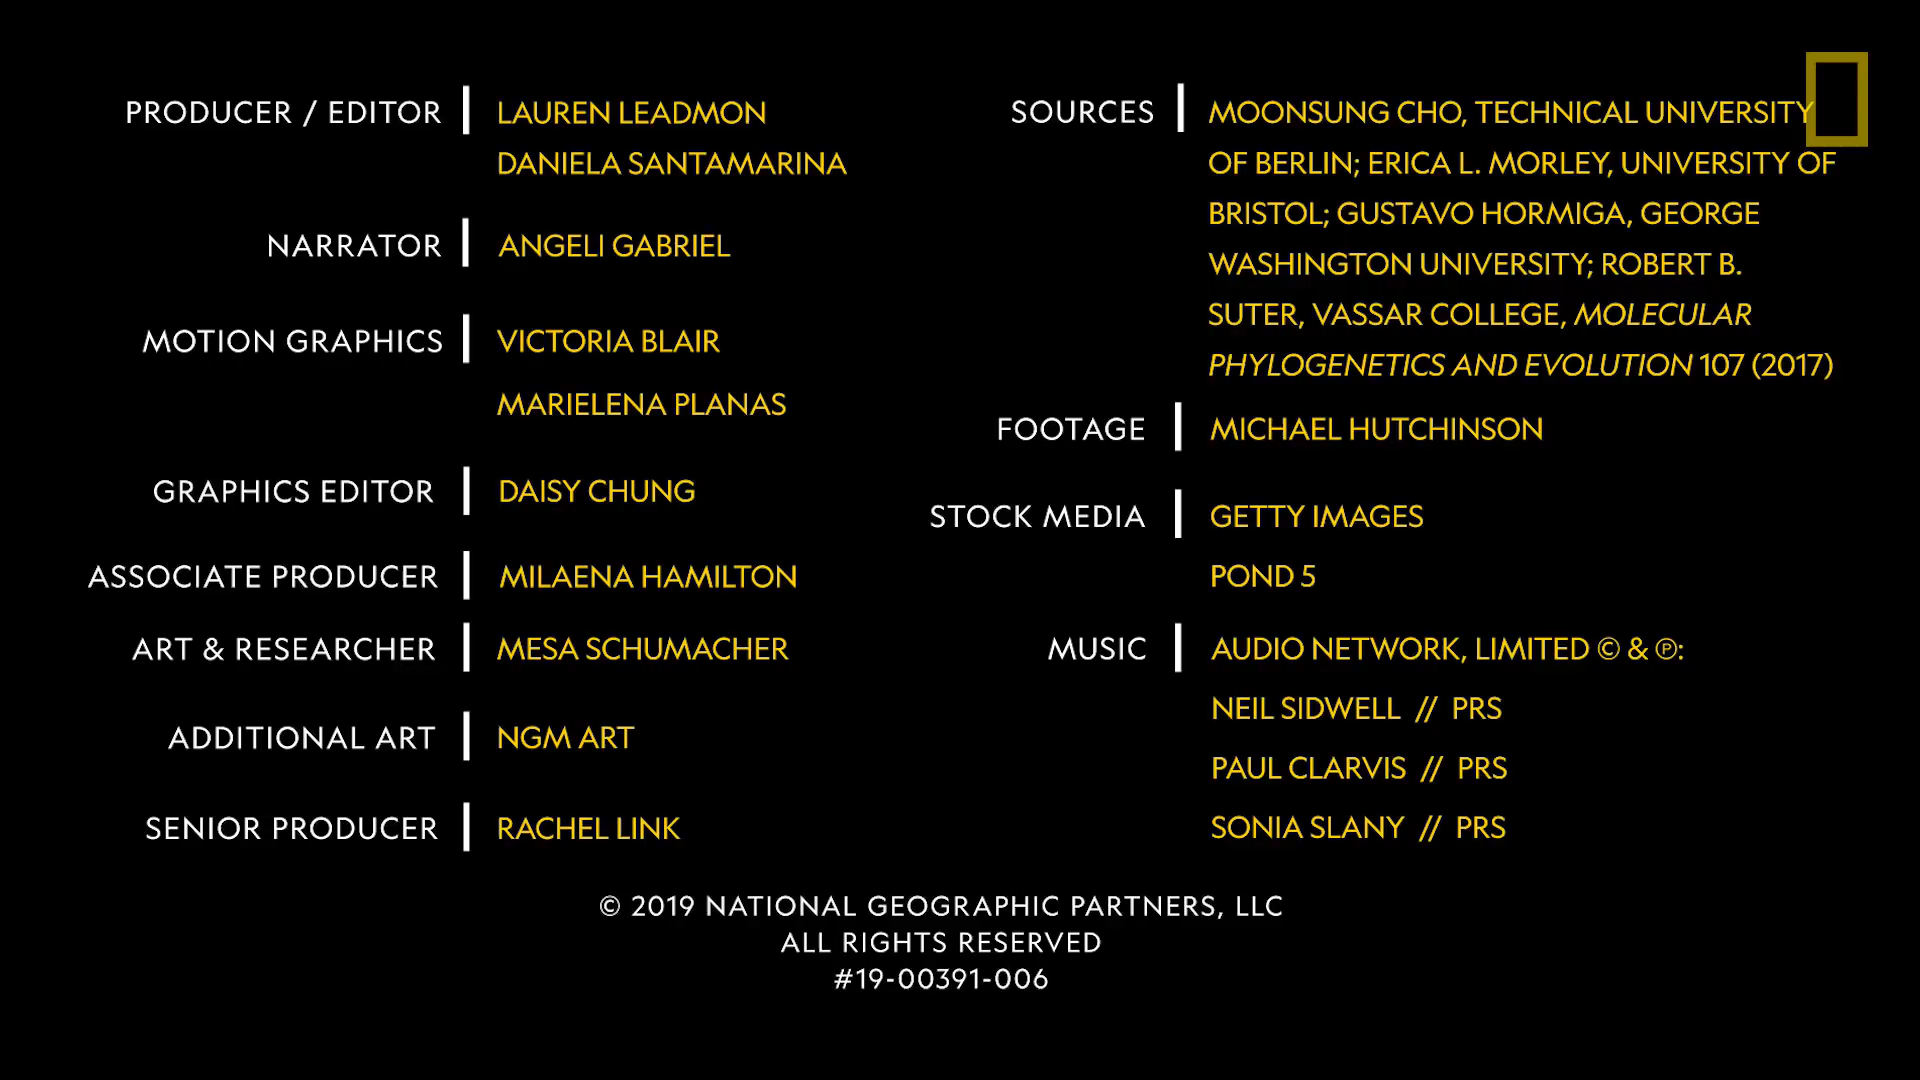 PRODUCER / EDITOR | LAUREN LEADMON
DANIELA SANTAMARINA
NARRATOR | ANGELI GABRIEL
MOTION GRAPHICS | VICTORIA BLAIR
MARIELENA PLANAS
GRAPHICS EDITOR | DAISY CHUNG
ASSOCIATE PRODUCER | MILAENA HAMILTON
ART & RESEARCHER | MESA SCHUMACHER
ADDITIONAL ART | NGM ART
SENIOR PRODUCER | RACHEL LINK
SOURCES | MOONSUNG CHO, TECHNICAL UNIVERSITY
OF BERLIN; ERICA L. MORLEY, UNIVERSITY OF
BRISTOL; GUSTAVO HORMIGA, GEORGE
WASHINGTON UNIVERSITY; ROBERT B.
SUTER, VASSAR COLLEGE, MOLECULAR
PHYLOGENETICS AND EVOLUTION 107 (2017)
FOOTAGE | MICHAEL HUTCHINSON
STOCK MEDIA | GETTY IMAGES
POND 5
MUSIC | AUDIO NETWORK, LIMITED © & ℗:
NEIL SIDWELL // PRS
PAUL CLARVIS // PRS
SONIA SLANY // PRS
© 2019 NATIONAL GEOGRAPHIC PARTNERS, LLC
ALL RIGHTS RESERVED
#19-00391-006